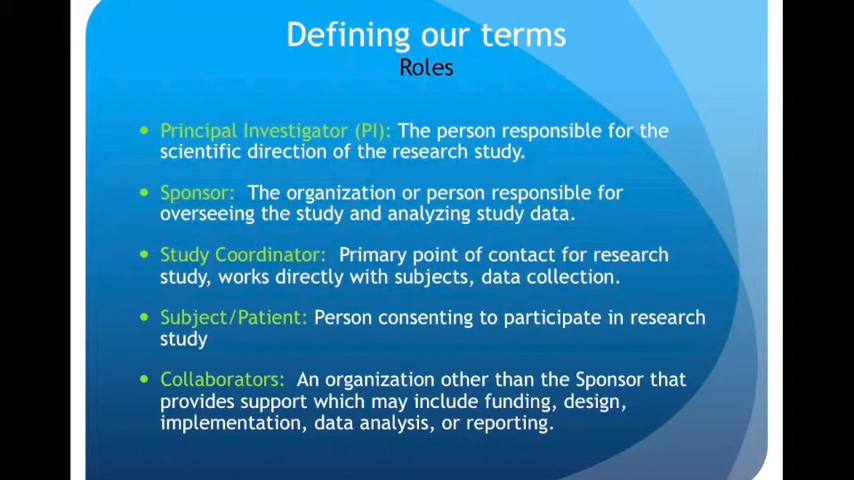 Defining our terms
Roles
• Principal Investigator (PI): The person responsible for the
scientific direction of the research study.
• Sponsor: The organization or person responsible for
overseeing the study and analyzing study data.
• Study Coordinator: Primary point of contact for research
study, works directly with subjects, data collection.
• Subject/Patient: Person consenting to participate in research
study
• Collaborators: An organization other than the Sponsor that
provides support which may include funding, design,
implementation, data analysis, or reporting.